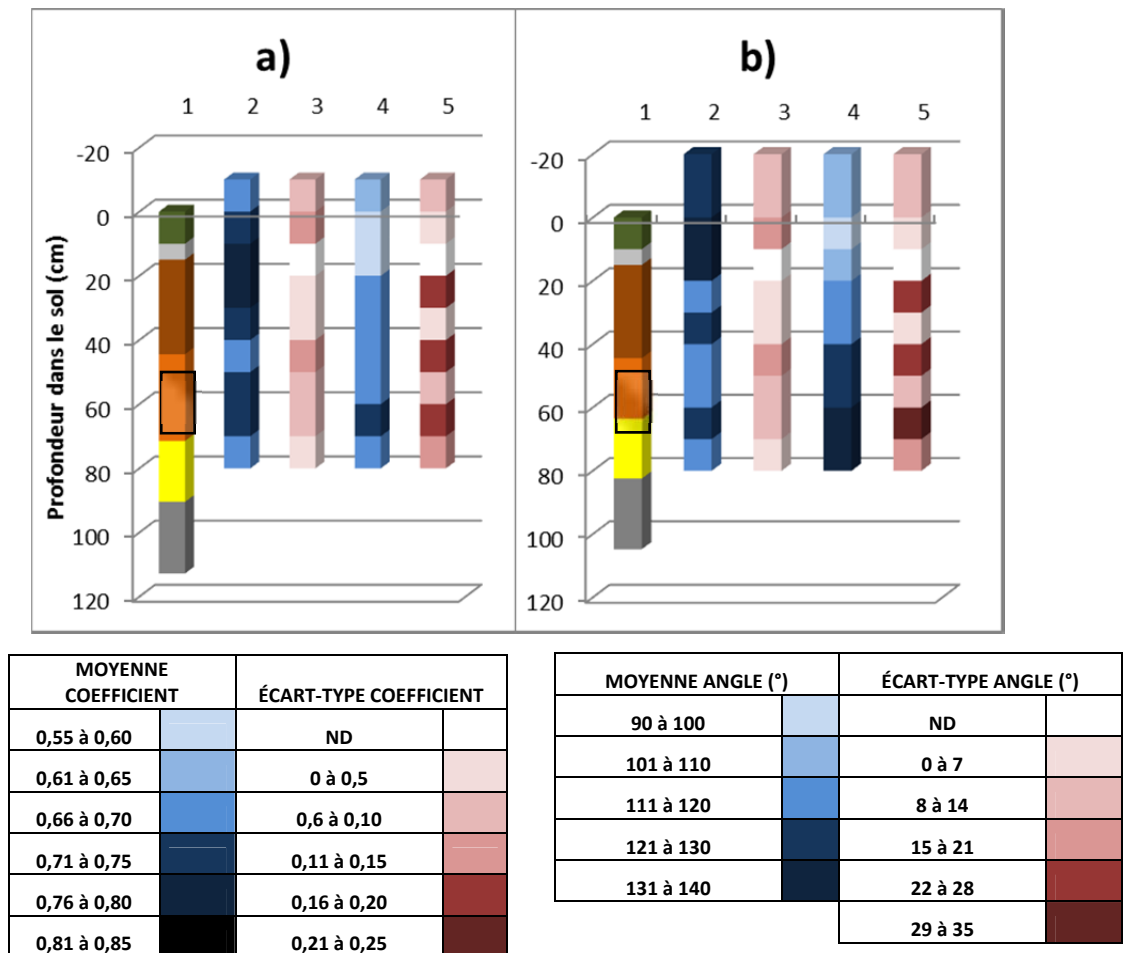 a)
1 2 3 4 5
-20
0
20
40
60
80
100
120
Profondeur dans le sol (cm)
b)
1 2 3 4 5
-20
0
20
40
60
80
100
120
MOYENNE COEFFICIENT ÉCART-TYPE COEFFICIENT
0,55 à 0,60 ND
0,61 à 0,65 0 à 0,5
0,66 à 0,70 0,6 à 0,10
0,71 à 0,75 0,11 à 0,15
0,76 à 0,80 0,16 à 0,20
0,81 à 0,85 0,21 à 0,25
MOYENNE ANGLE (°) ÉCART-TYPE ANGLE (°)
90 à 100 ND
101 à 110 0 à 7
111 à 120 8 à 14
121 à 130 15 à 21
131 à 140 22 à 28
29 à 35